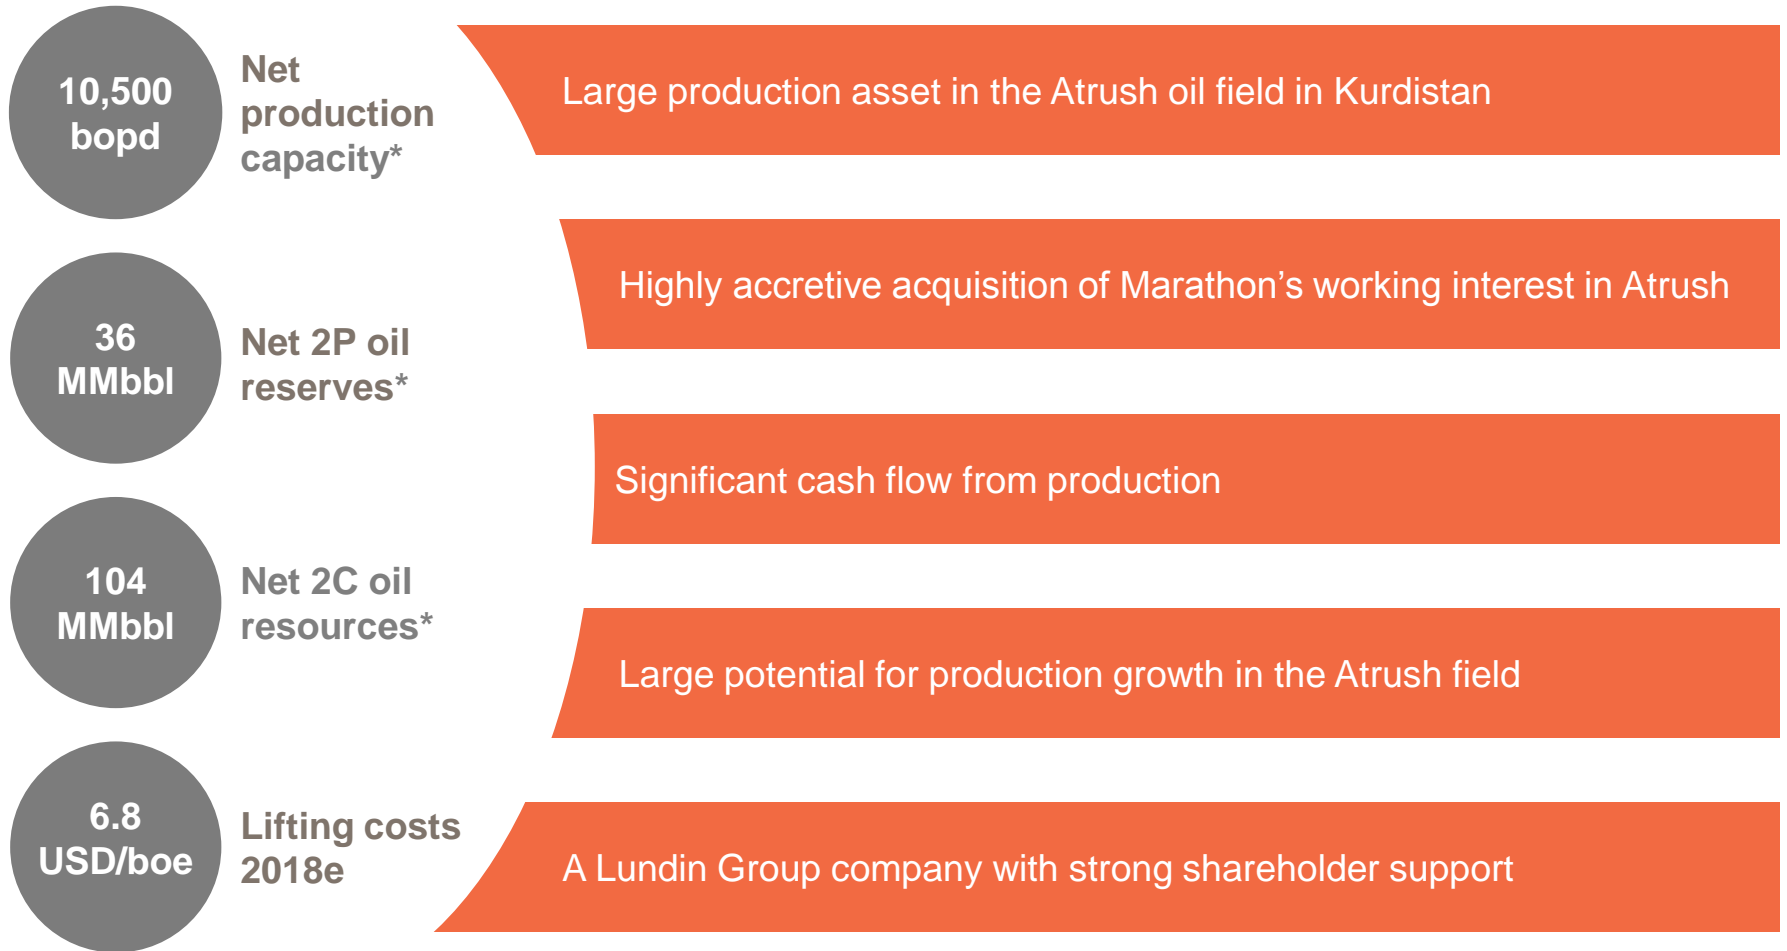 10,500
bopd
Net
production
capacity*
Large production asset in the Atrush oil field in Kurdistan
Highly accretive acquisition of Marathon’s working interest in Atrush
36
MMbbl
Net 2P oil
reserves*
Significant cash flow from production
104
MMbbl
Net 2C oil
resources*
Large potential for production growth in the Atrush field
6.8
USD/boe
Lifting costs
2018e
A Lundin Group company with strong shareholder support